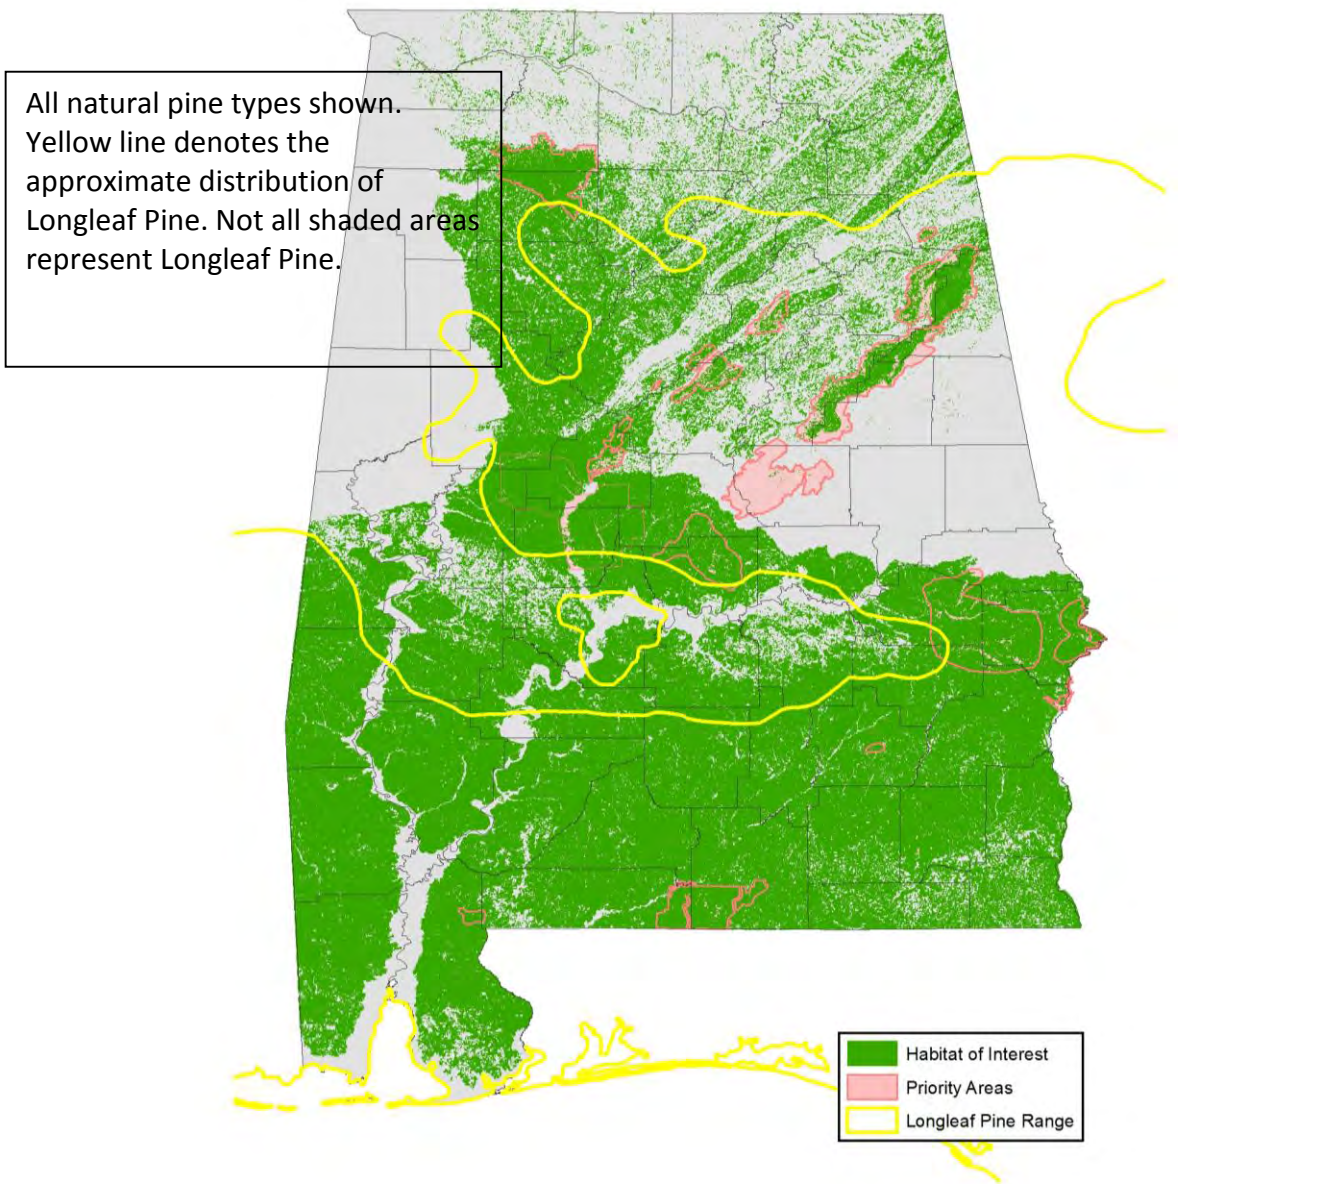 All natural pine types shown.
Yellow line denotes the
approximate distribution of
Longleaf Pine. Not all shaded areas
represent Longleaf Pine.
Habitat of Interest
Priority Areas
Longleaf Pine Range